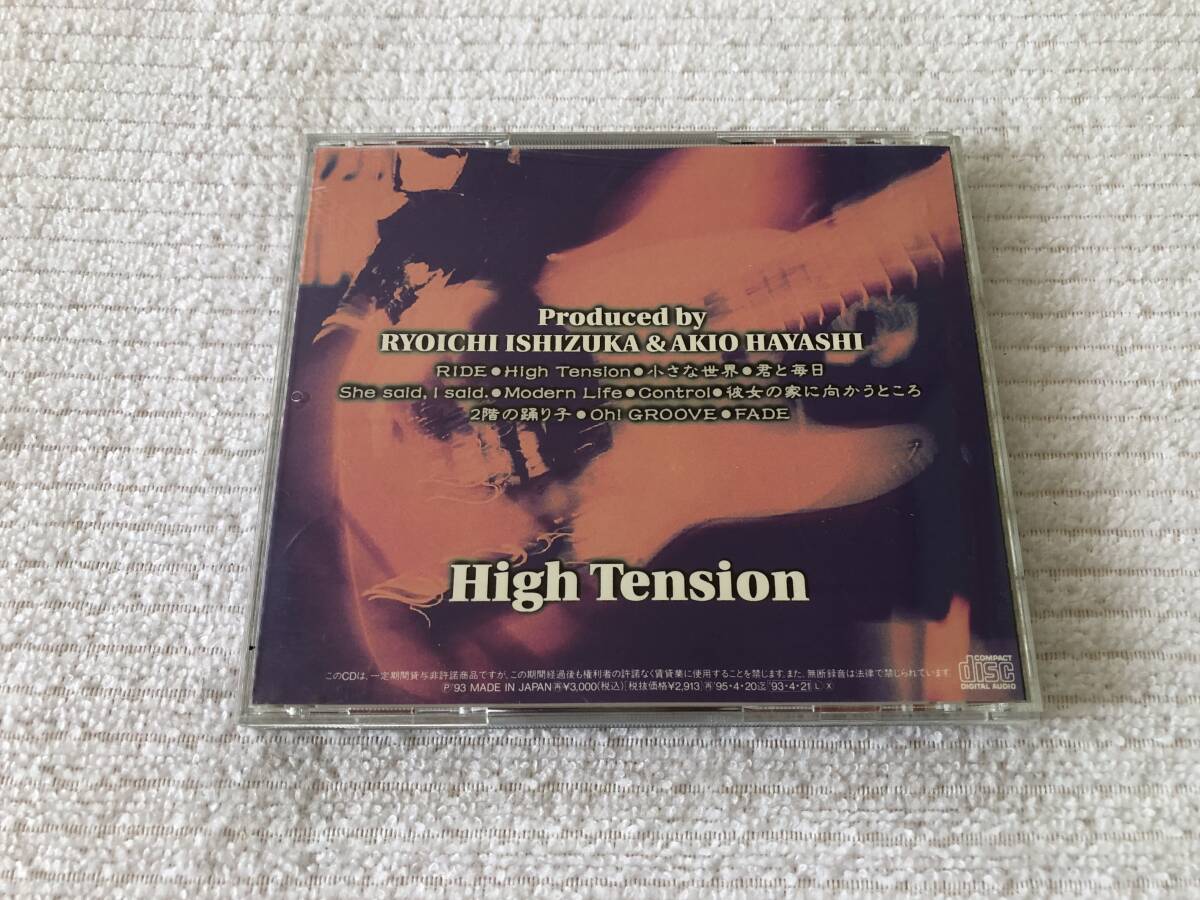 Produced by
RYOICHI ISHIZUKA & AKIO HAYASHI
RIDE●High Tension●小さな世界●君と毎日
She said, I said.●Modern Life●Control●彼女の家に向かうところ
2階の踊り子●Oh! GROOVE●FADE
High Tension
このCDは、一定期間貸与非許諾商品ですが、この期間経過後も権利者の許諾なく賃貸業に使用することを禁じます。また、無断録音は法律で禁じられています。
P'93 MADE IN JAPAN 再¥3,000(税込)(税抜価格¥2,913)再'95・4・20迄 '93・4・21 L X
COMPACT
disc
DIGITAL AUDIO